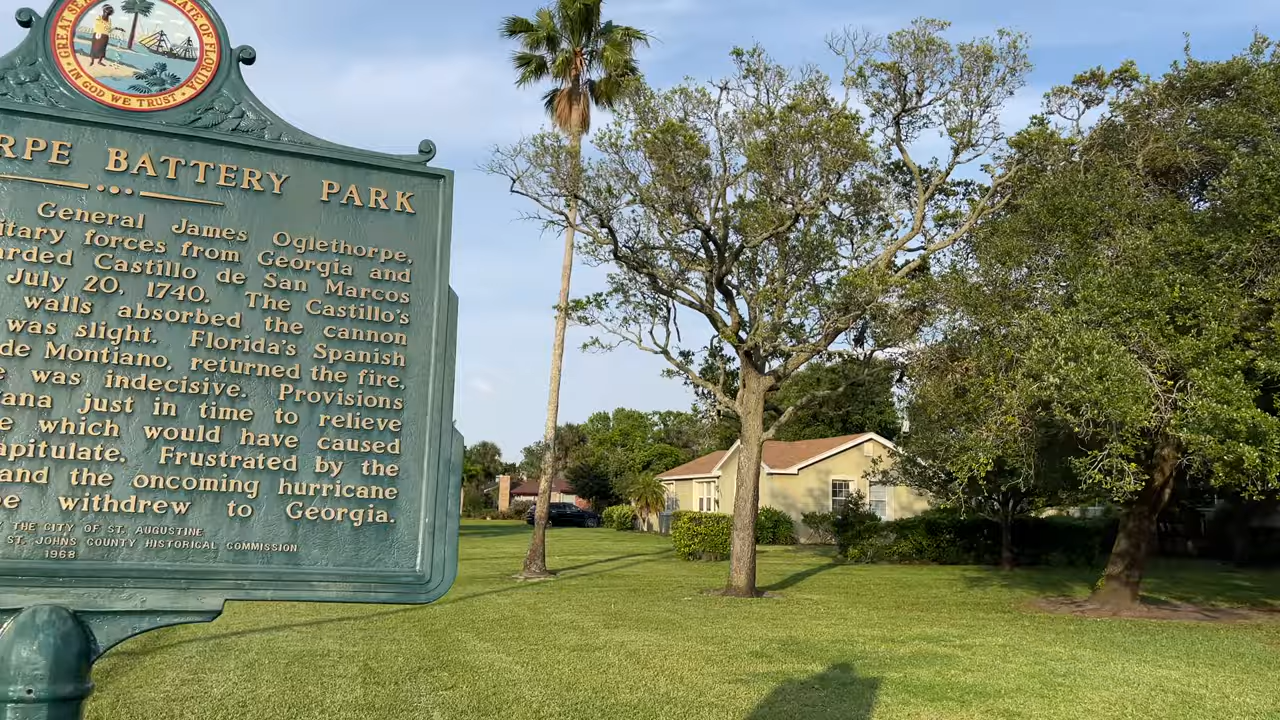 GREAT SEAL OF THE STATE OF FLORIDA
IN GOD WE TRUST
RPE BATTERY PARK
General James Oglethorpe,
itary forces from Georgia and
arded Castillo de San Marcos
July 20, 1740. The Castillo's
walls absorbed the cannon
was slight. Florida's Spanish
de Montiano, returned the fire,
e was indecisive. Provisions
ana just in time to relieve
e which would have caused
apitulate. Frustrated by the
and the oncoming hurricane
e withdrew to Georgia.
Y THE CITY OF ST. AUGUSTINE
ST. JOHNS COUNTY HISTORICAL COMMISSION
1968